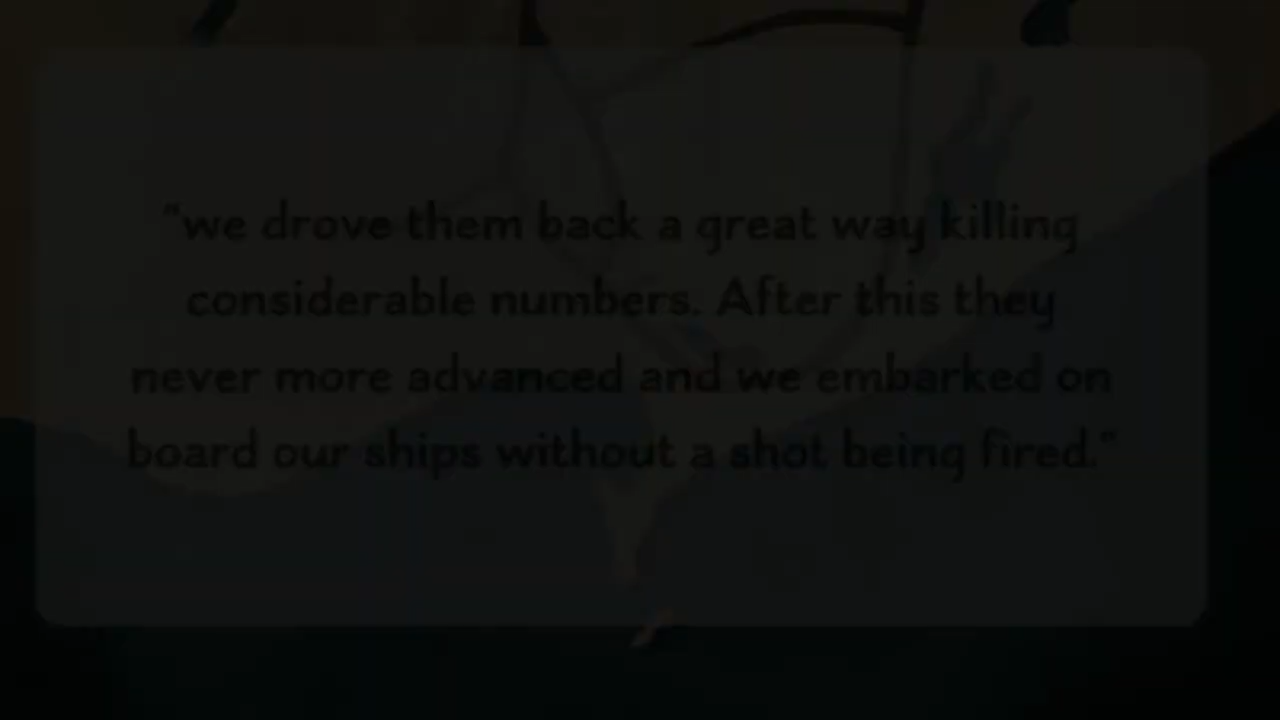 "we drove them back a great way killing
considerable numbers. After this they
never more advanced and we embarked on
board our ships without a shot being fired."